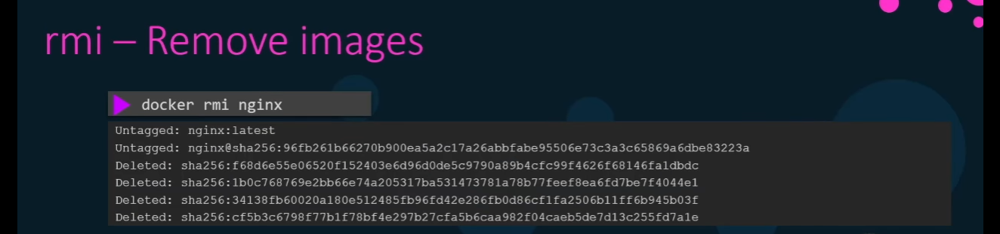 rmi – Remove images
docker rmi nginx
Untagged: nginx:latest
Untagged: nginx@sha256:96fb261b66270b900ea5a2c17a26abbfabe95506e73c3a3c65869a6dbe83223a
Deleted: sha256:f68d6e55e06520f152403e6d96d0de5c9790a89b4cfc99f4626f68146fa1dbdc
Deleted: sha256:1b0c768769e2bb66e74a205317ba531473781a78b77feef8ea6fd7be7f4044e1
Deleted: sha256:34138fb60020a180e512485fb96fd42e286fb0d86cf1fa2506b11ff6b945b03f
Deleted: sha256:cf5b3c6798f77b1f78bf4e297b27cfa5b6caa982f04caeb5de7d13c255fd7a1e